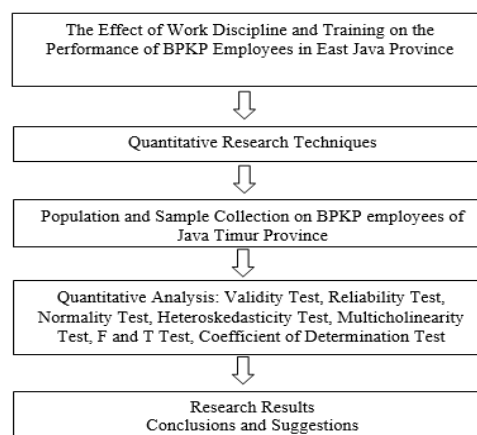 The Effect of Work Discipline and Training on the
Performance of BPKP Employees in East Java Province
Quantitative Research Techniques
Population and Sample Collection on BPKP employees of
Java Timur Province
Quantitative Analysis: Validity Test, Reliability Test,
Normality Test, Heteroskedasticity Test, Multicholinearity
Test, F and T Test, Coefficient of Determination Test
Research Results
Conclusions and Suggestions